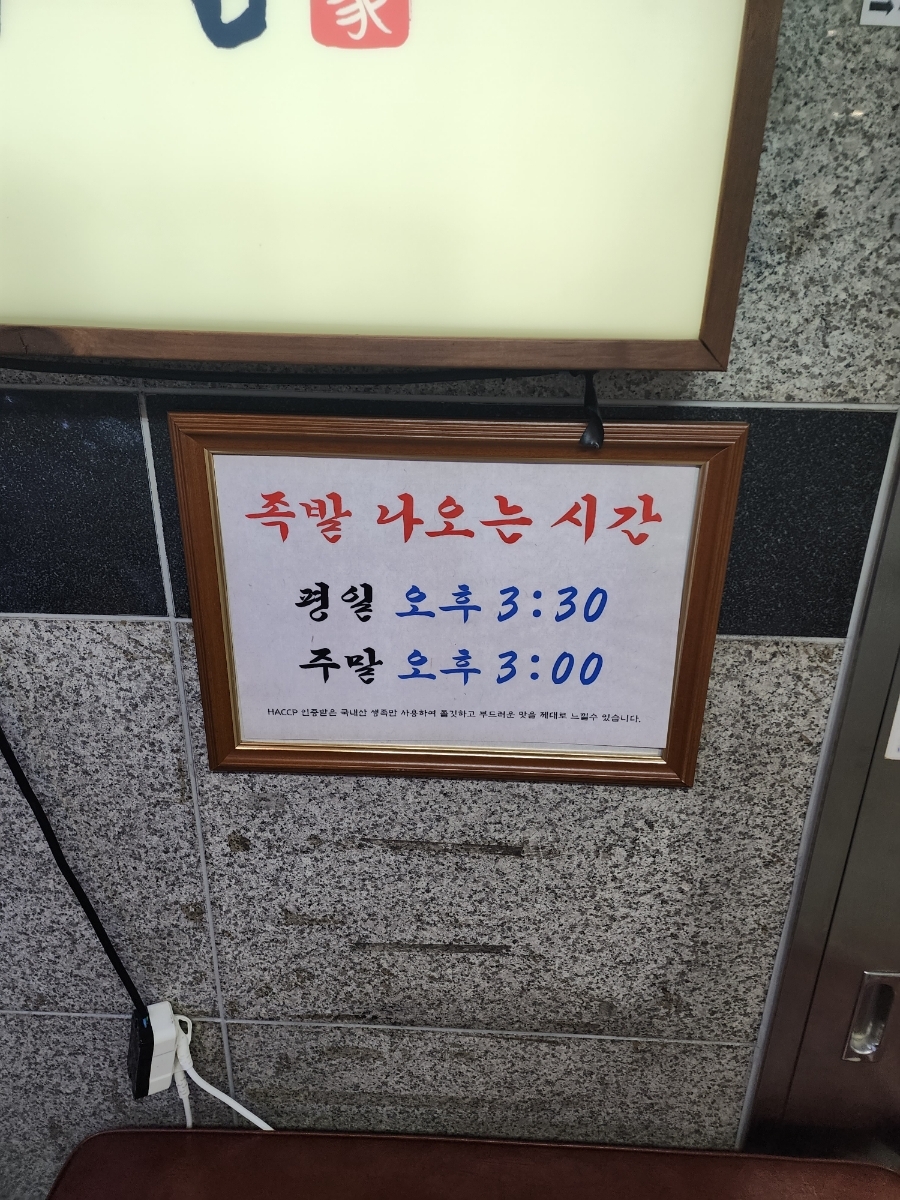 家
족발 나오는 시간
평일 오후 3:30
주말 오후 3:00
HACCP 인증받은 국내산 생족만 사용하여 쫄깃하고 부드러운 맛을 제대로 느낄수 있습니다.